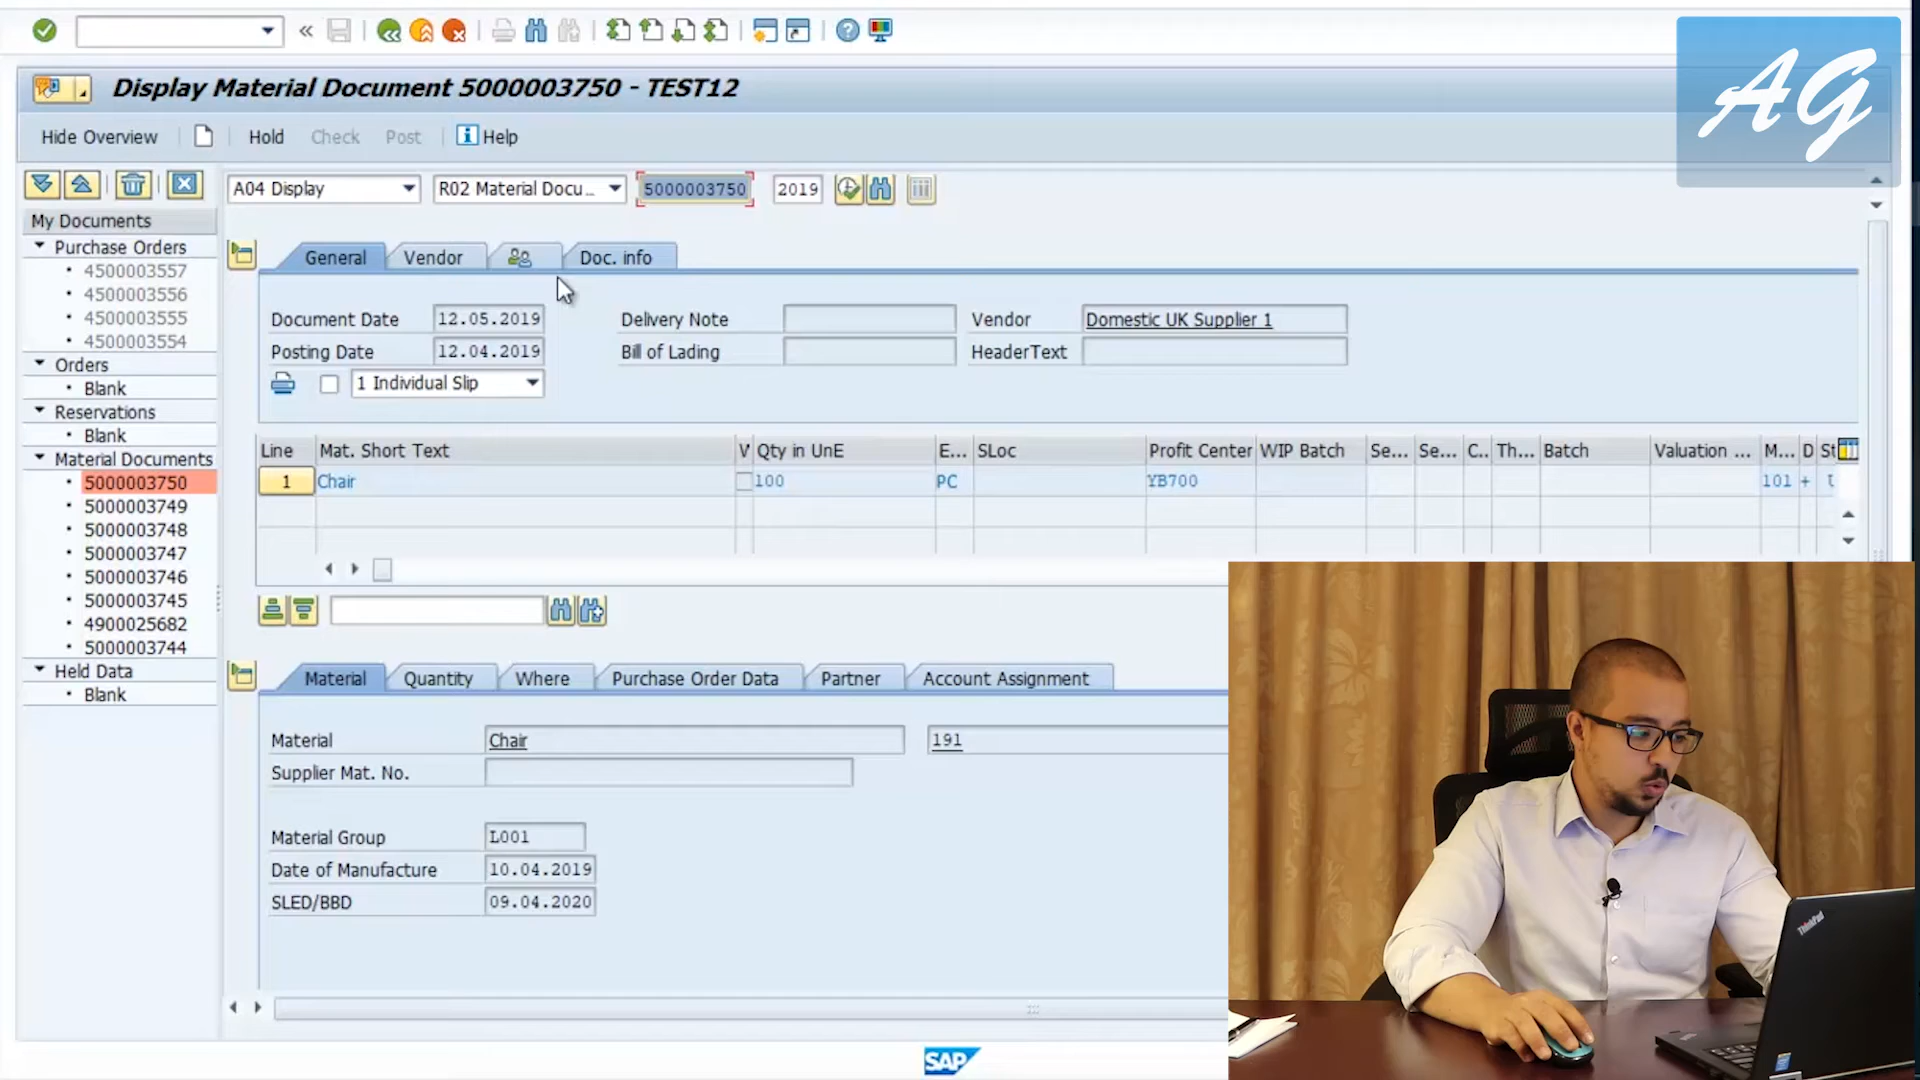 AG
Display Material Document 5000003750 - TEST12
Hide Overview Hold Check Post Help
A04 Display R02 Material Docu... 5000003750 2019
My Documents
Purchase Orders
4500003557
4500003556
4500003555
4500003554
Orders
Blank
Reservations
Blank
Material Documents
5000003750
5000003749
5000003748
5000003747
5000003746
5000003745
4900025682
5000003744
Held Data
Blank
General Vendor Doc. info
Document Date 12.05.2019 Delivery Note Vendor Domestic UK Supplier 1
Posting Date 12.04.2019 Bill of Lading HeaderText
1 Individual Slip
Line Mat. Short Text V Qty in UnE E... SLoc Profit Center WIP Batch Se... Se... C.. Th... Batch Valuation ... M... D St
1 Chair 100 PC YB700 101 +
Material Quantity Where Purchase Order Data Partner Account Assignment
Material Chair 191
Supplier Mat. No.
Material Group L001
Date of Manufacture 10.04.2019
SLED/BBD 09.04.2020
SAP
ThinkPad